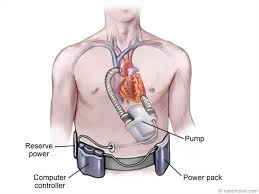 Pump
Reserve
power
Computer
controller
Power pack